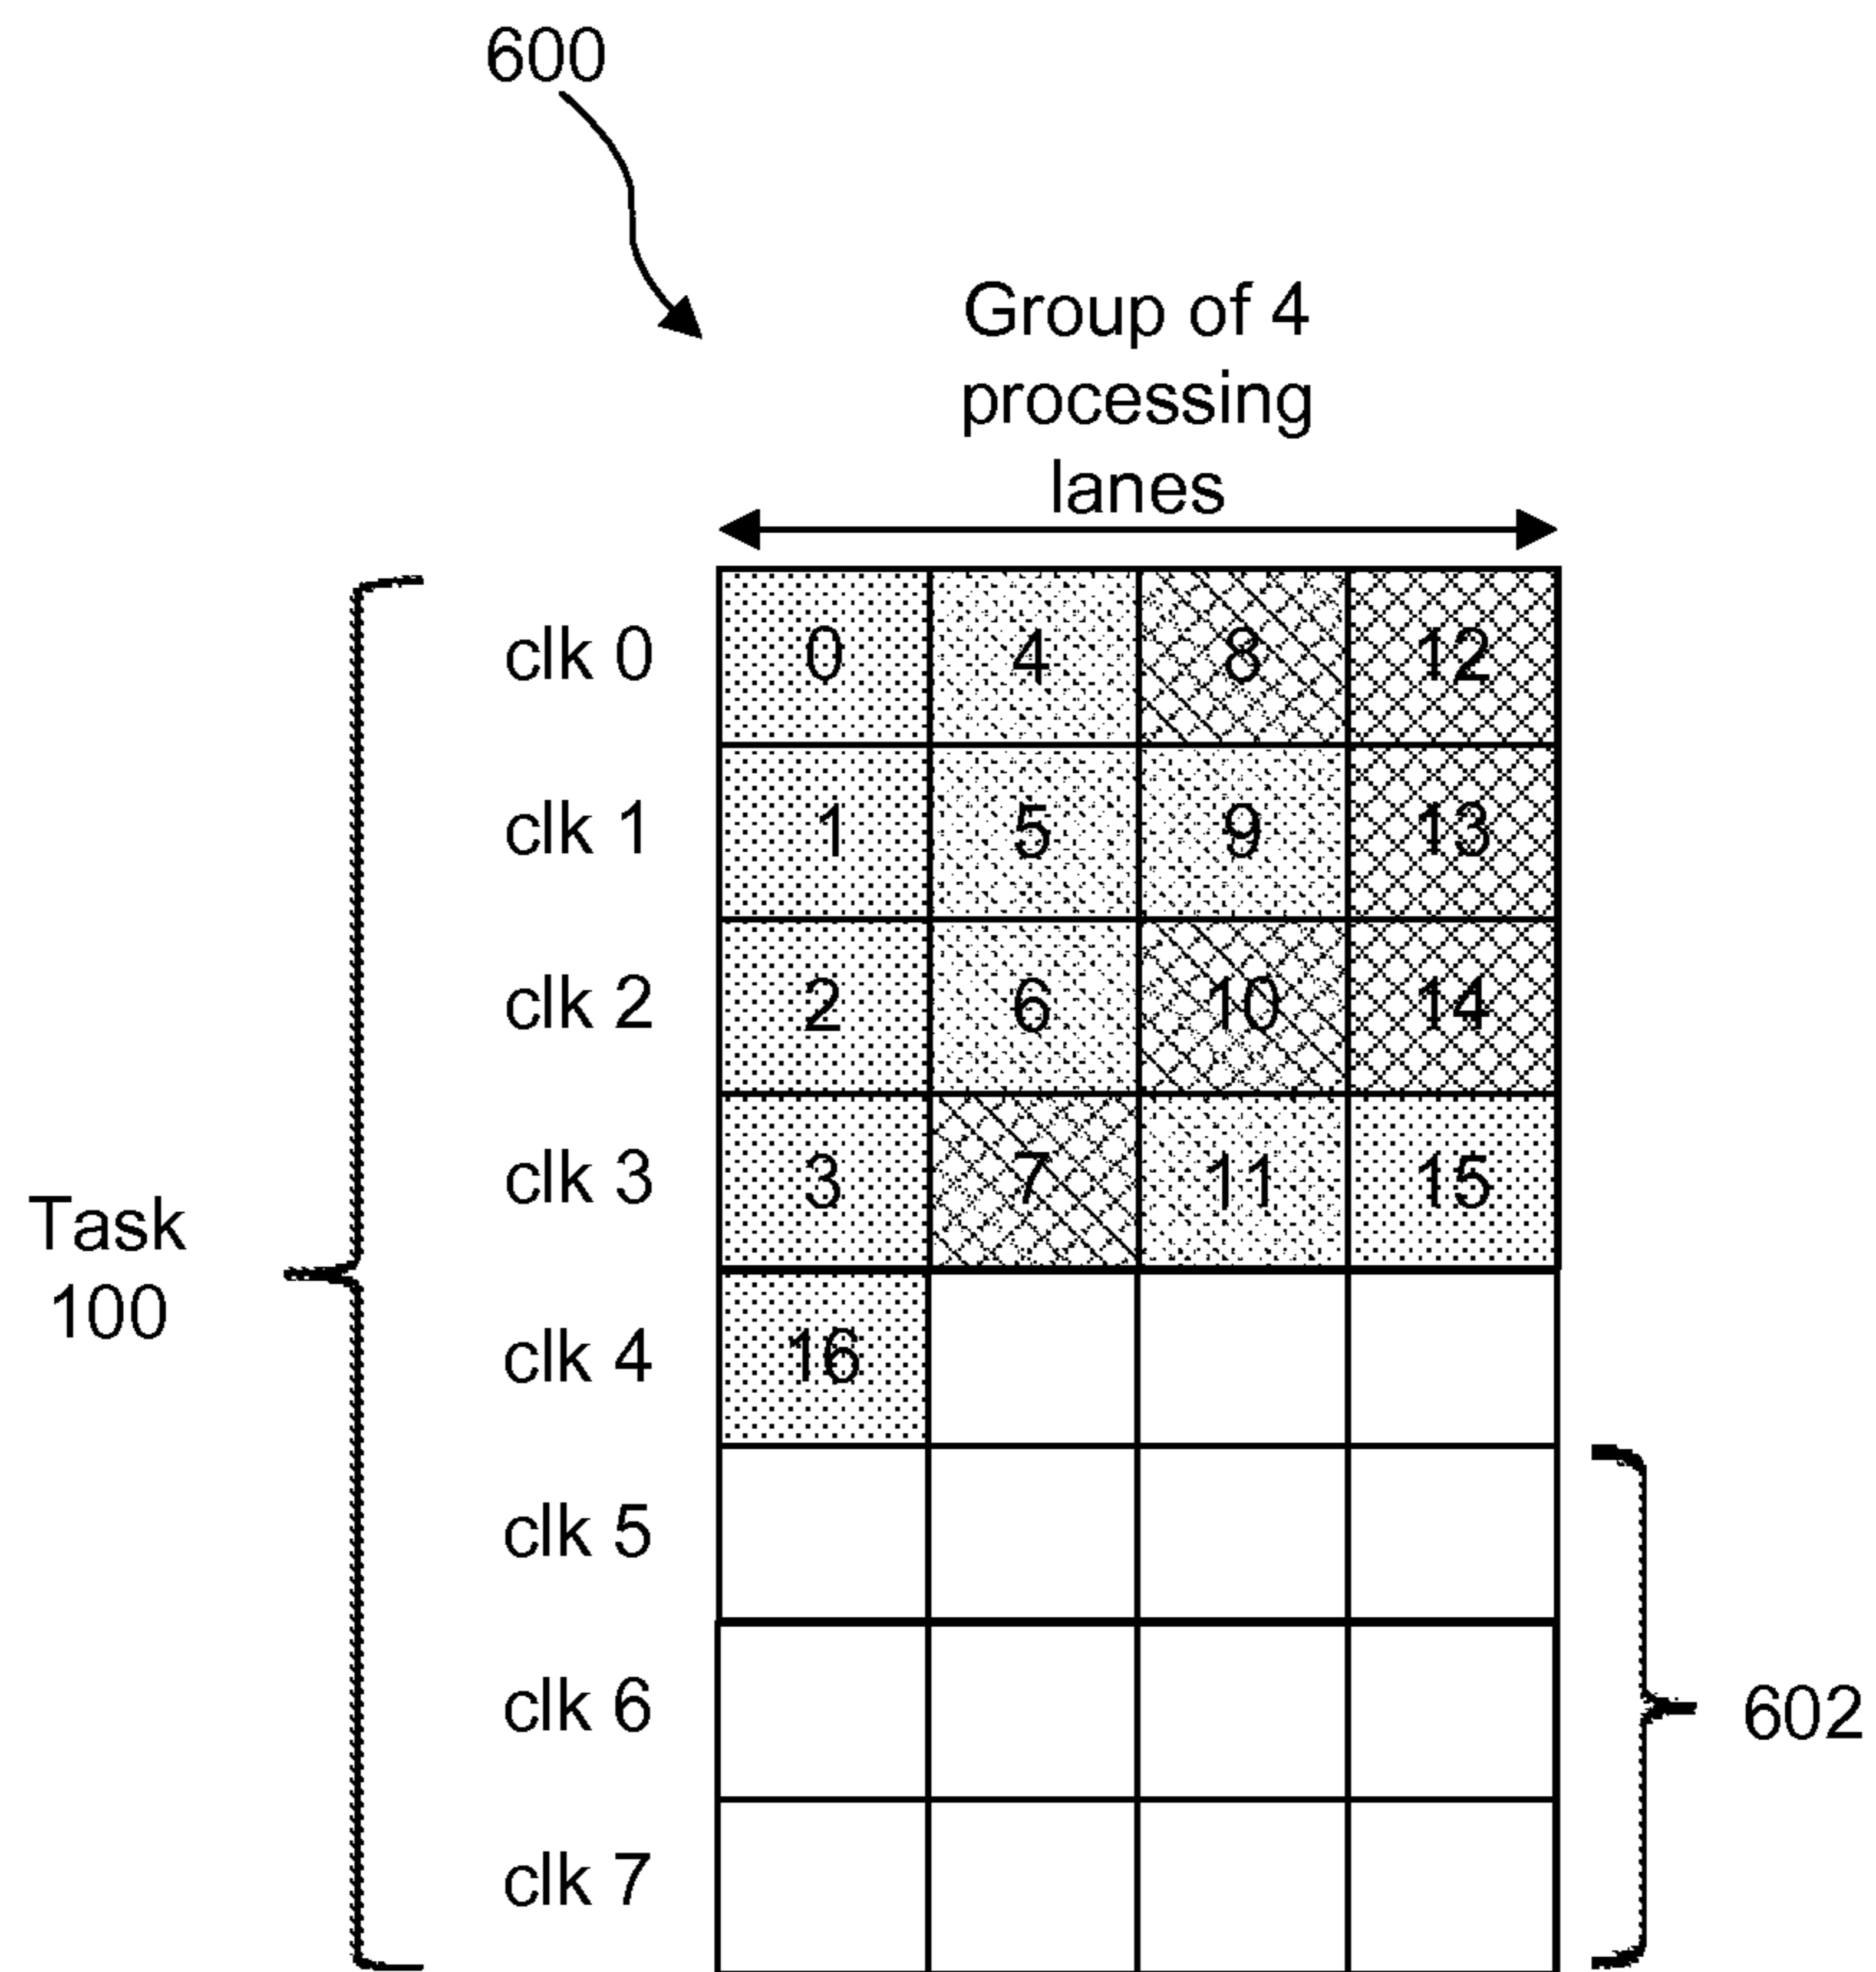 600
Group of 4
processing
lanes
clk 0 0 4 8 12
clk 1 1 5 9 13
clk 2 2 6 10 14
clk 3 3 7 11 15
Task
100
clk 4 16
clk 5
clk 6
602
clk 7